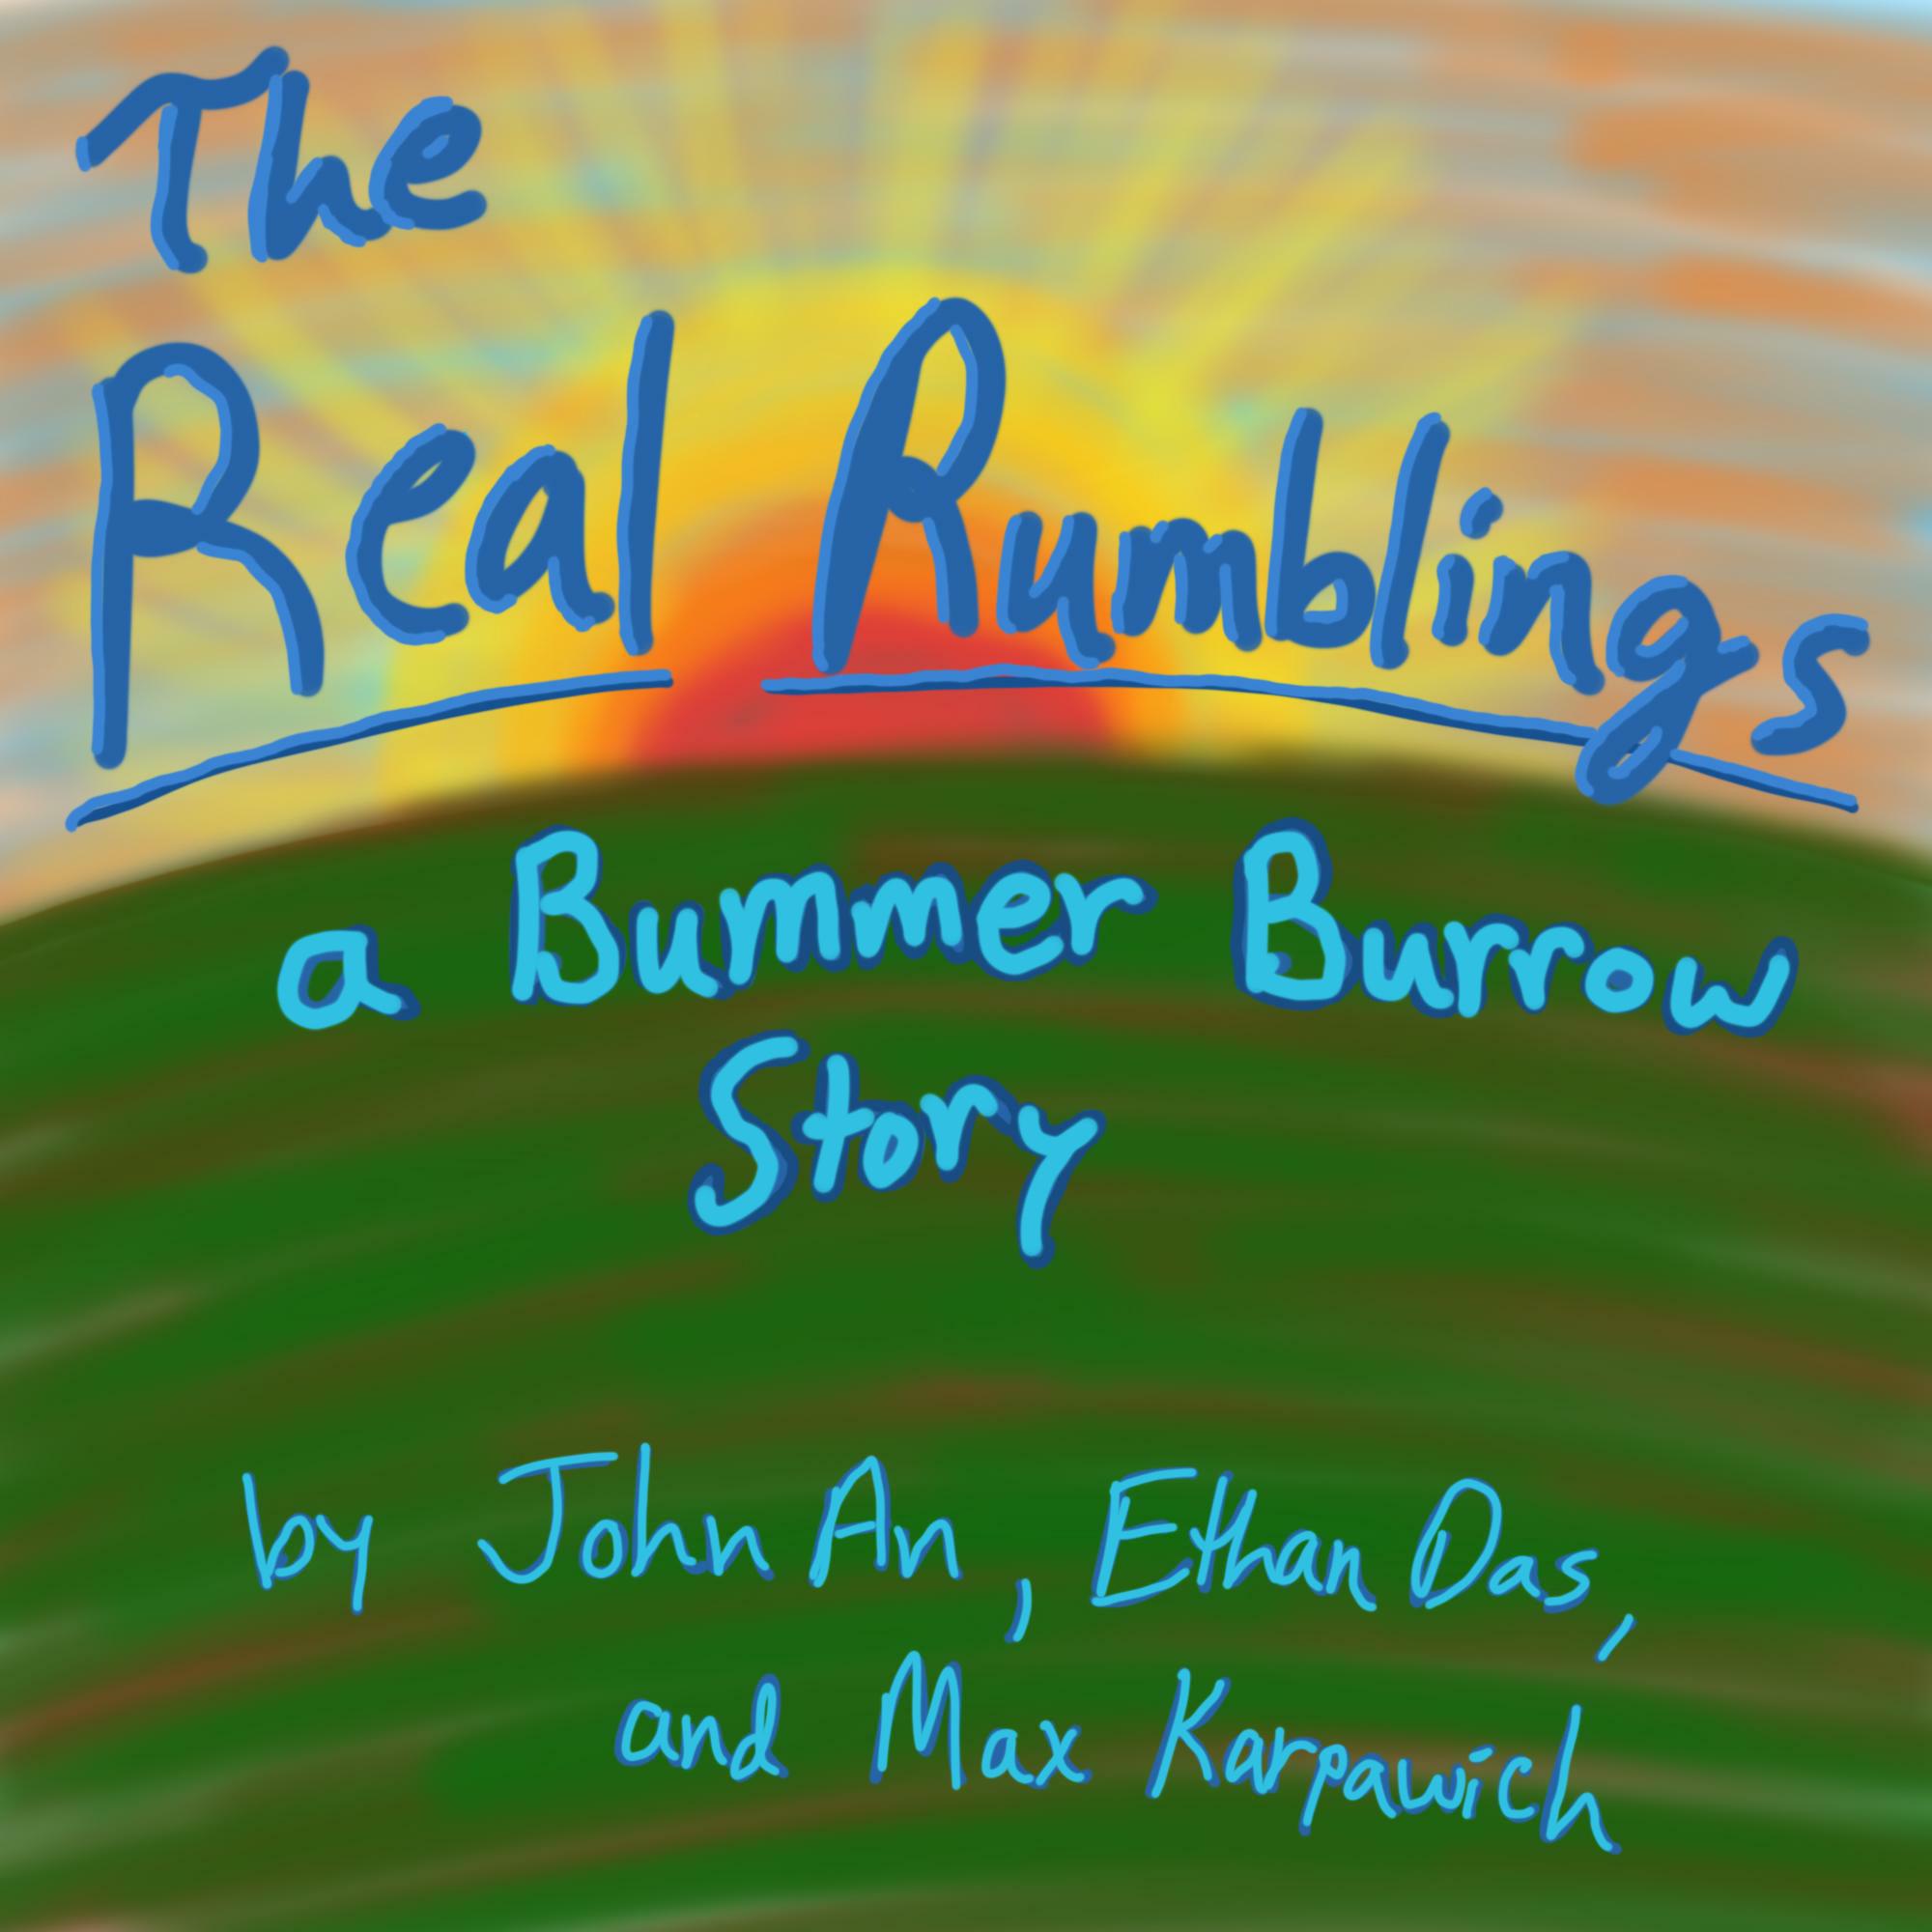 The
Real Rumblings
a Bummer Burrow
Story
by John An, Ethan Das,
and Max Karpawich